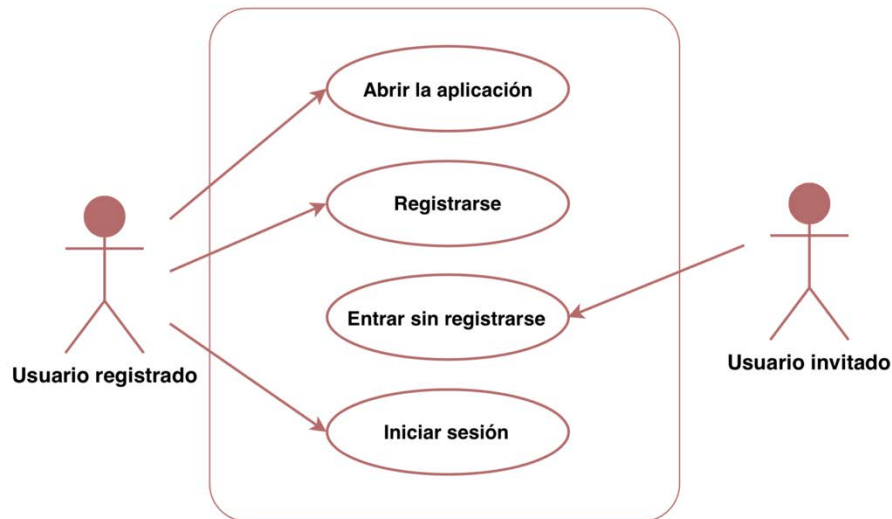 Abrir la aplicación
Registrarse
Entrar sin registrarse
Iniciar sesión
Usuario registrado
Usuario invitado